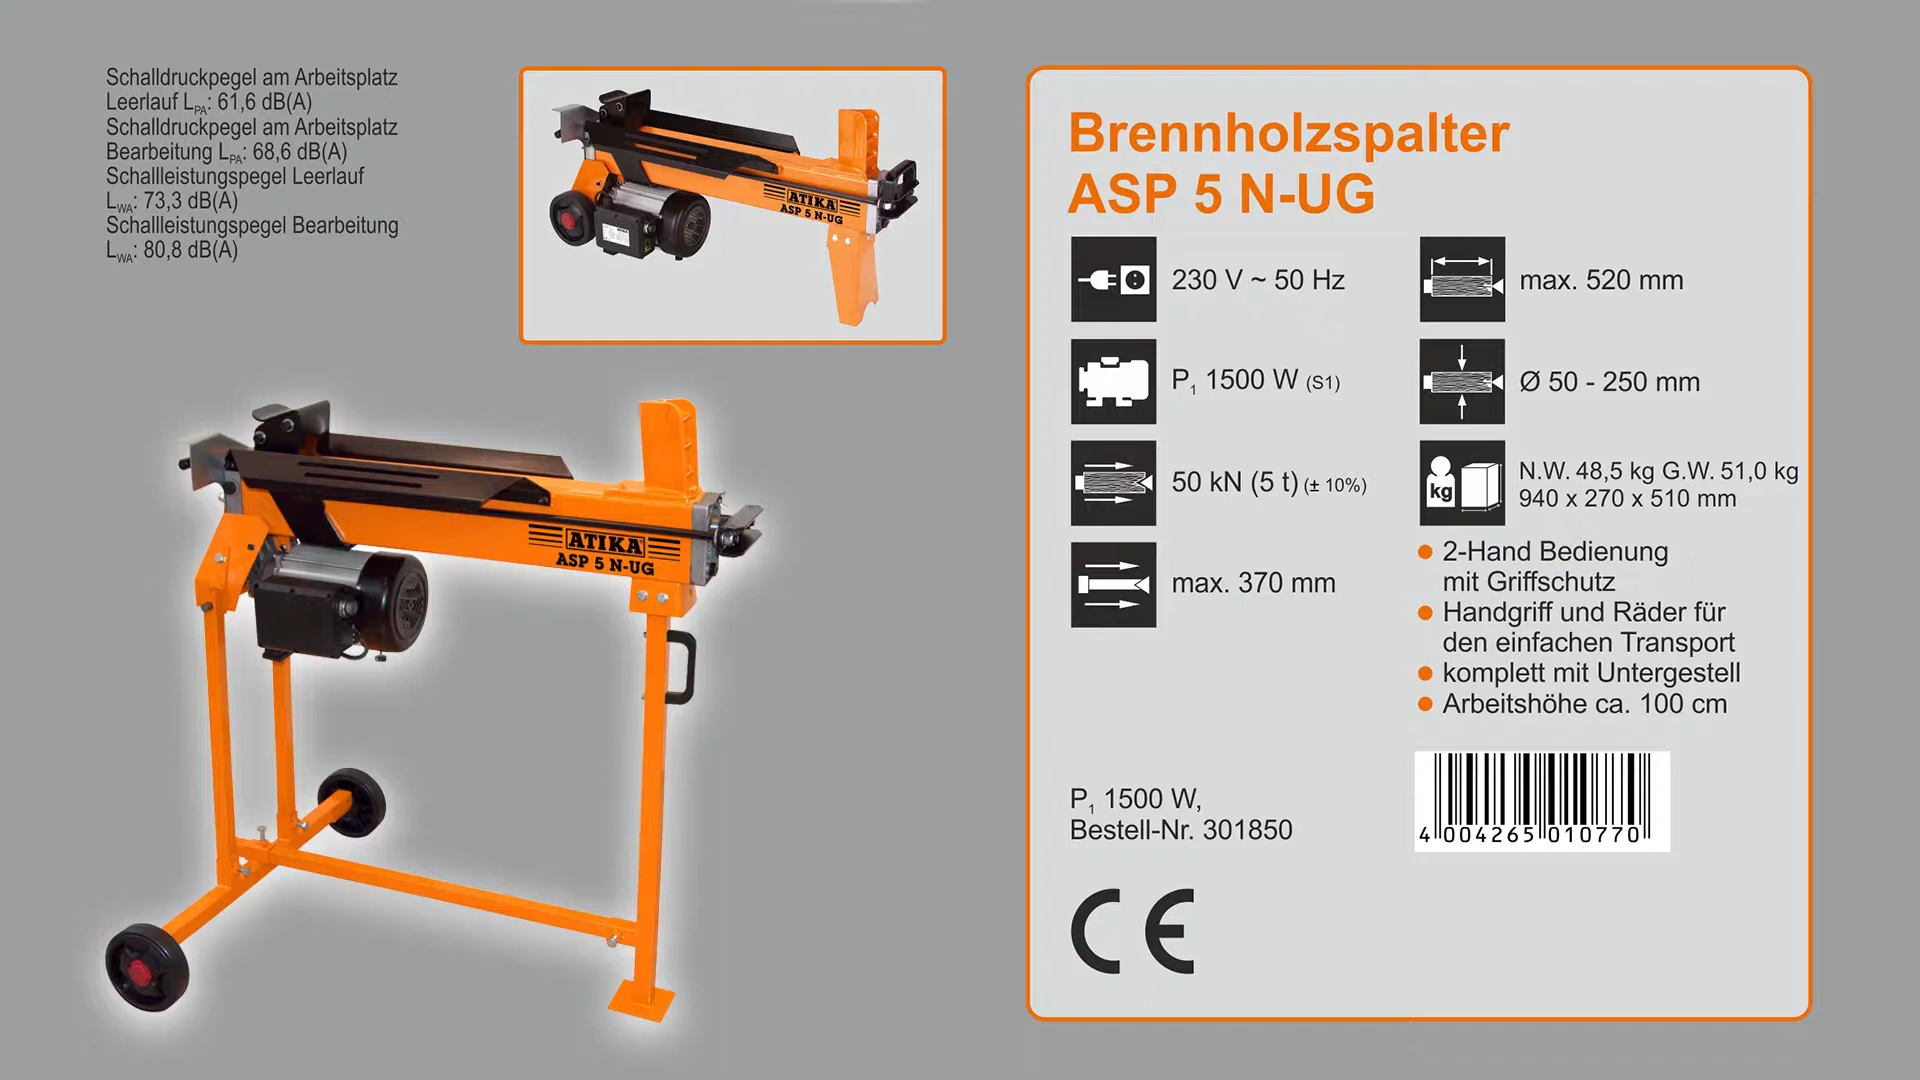 Schalldruckpegel am Arbeitsplatz
Leerlauf LPA: 61,6 dB(A)
Schalldruckpegel am Arbeitsplatz
Bearbeitung LPA: 68,6 dB(A)
Schallleistungspegel Leerlauf
LWA: 73,3 dB(A)
Schallleistungspegel Bearbeitung
LWA: 80,8 dB(A)
ATIKA
ASP 5 N-UG
ATIKA
ASP 5 N-UG
Brennholzspalter
ASP 5 N-UG
230 V ~ 50 Hz
P1 1500 W (S1)
50 kN (5 t) (± 10%)
max. 370 mm
max. 520 mm
Ø 50 - 250 mm
kg
N.W. 48,5 kg G.W. 51,0 kg
940 x 270 x 510 mm
• 2-Hand Bedienung
mit Griffschutz
• Handgriff und Räder für
den einfachen Transport
• komplett mit Untergestell
• Arbeitshöhe ca. 100 cm
P1 1500 W,
Bestell-Nr. 301850
4 004265 010770
CE